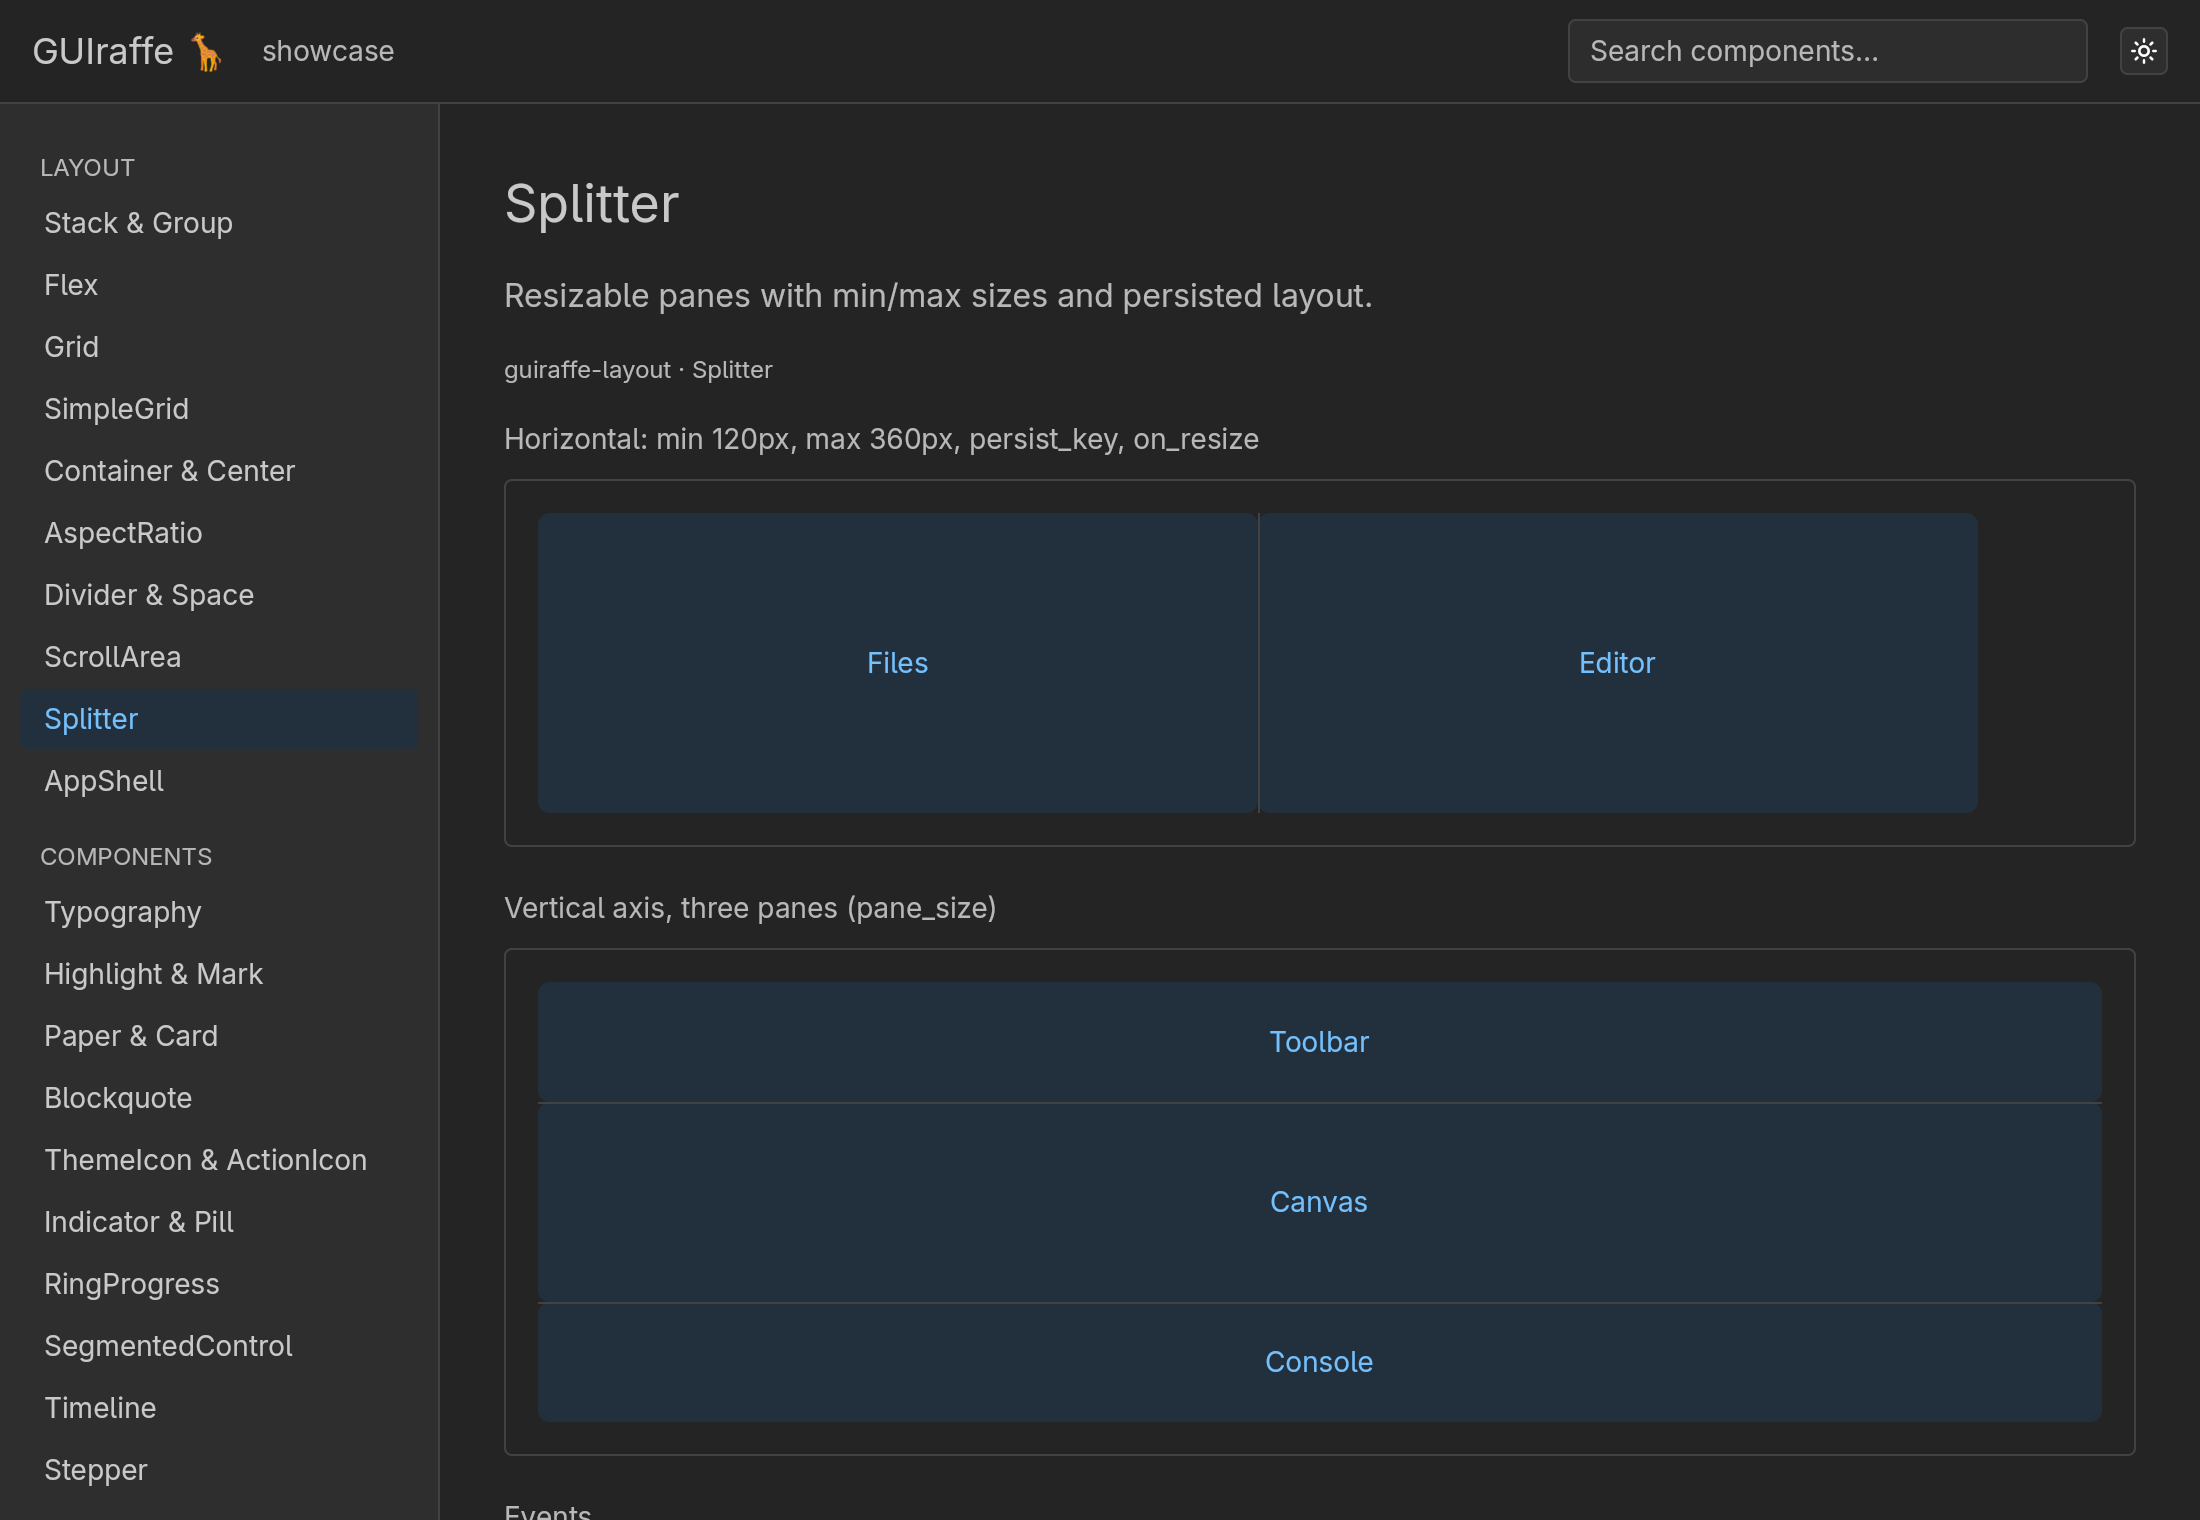 GUIraffe 🦒 showcase
Search components...
LAYOUT
Stack & Group
Flex
Grid
SimpleGrid
Container & Center
AspectRatio
Divider & Space
ScrollArea
Splitter
AppShell
COMPONENTS
Typography
Highlight & Mark
Paper & Card
Blockquote
ThemeIcon & ActionIcon
Indicator & Pill
RingProgress
SegmentedControl
Timeline
Stepper
Splitter
Resizable panes with min/max sizes and persisted layout.
guiraffe-layout · Splitter
Horizontal: min 120px, max 360px, persist_key, on_resize
Files
Editor
Vertical axis, three panes (pane_size)
Toolbar
Canvas
Console
Events